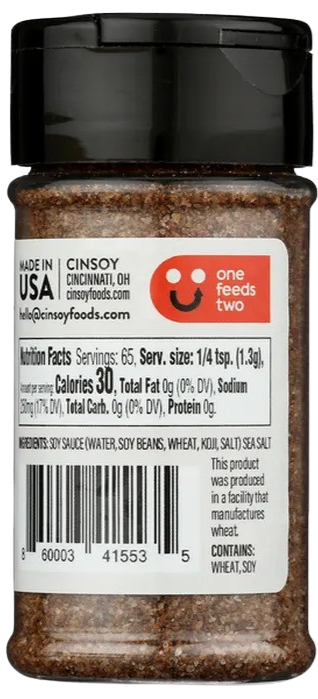 MADE IN
USA
CINSOY
CINCINNATI, OH
cinsoyfoods.com
hello@cinsoyfoods.com
one
feeds
two
Nutrition Facts Servings: 65, Serv. size: 1/4 tsp. (1.3g),
Amount per serving: Calories 30, Total Fat 0g (0% DV), Sodium
(17% DV), Total Carb. 0g (0% DV), Protein 0g.
INGREDIENTS: SOY SAUCE (WATER, SOY BEANS, WHEAT, KOJI, SALT) SEA SALT
This product
was produced
in a facility that
manufactures
wheat.
CONTAINS:
WHEAT, SOY
8 60003 41553 5